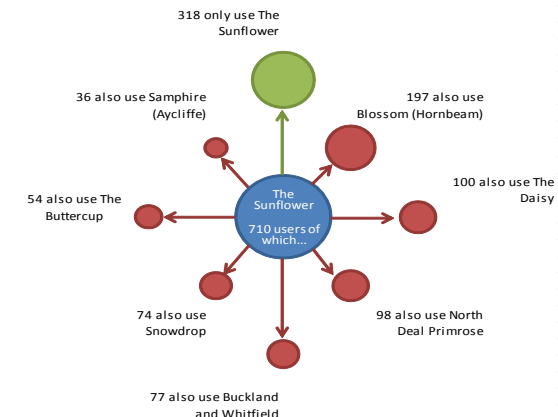 318 only use The
Sunflower
36 also use Samphire
(Aycliffe)
197 also use
Blossom (Hornbeam)
54 also use The
Buttercup
The
Sunflower
710 users of
which...
100 also use The
Daisy
74 also use
Snowdrop
98 also use North
Deal Primrose
77 also use Buckland
and Whitfield